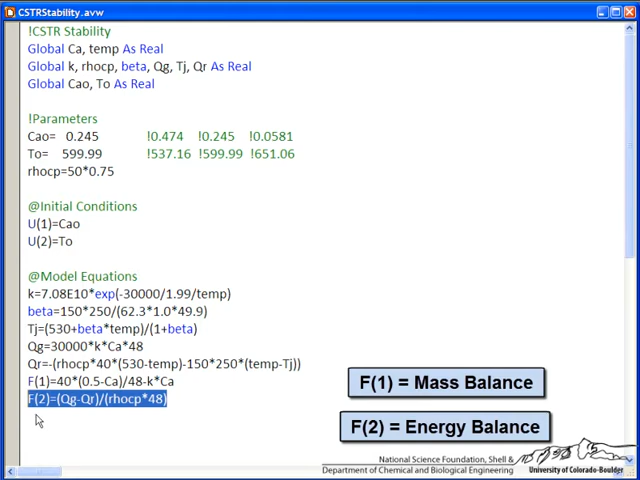 CSTRStability.avw
!CSTR Stability
Global Ca, temp As Real
Global k, rhocp, beta, Qg, Tj, Qr As Real
Global Cao, To As Real
!Parameters
Cao= 0.245 !0.474 !0.245 !0.0581
To= 599.99 !537.16 !599.99 !651.06
rhocp=50*0.75
@Initial Conditions
U(1)=Cao
U(2)=To
@Model Equations
k=7.08E10*exp(-30000/1.99/temp)
beta=150*250/(62.3*1.0*49.9)
Tj=(530+beta*temp)/(1+beta)
Qg=30000*k*Ca*48
Qr=-(rhocp*40*(530-temp)-150*250*(temp-Tj))
F(1)=40*(0.5-Ca)/48-k*Ca
F(2)=(Qg-Qr)/(rhocp*48)
F(1) = Mass Balance
F(2) = Energy Balance
National Science Foundation, Shell &
Department of Chemical and Biological Engineering
University of Colorado-Boulder